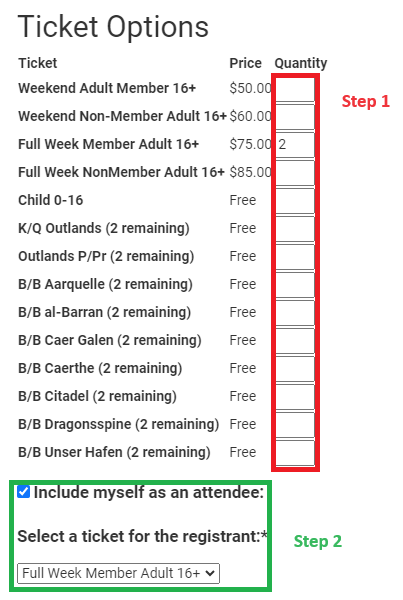 Ticket Options
Ticket Price Quantity
Weekend Adult Member 16+ $50.00
Step 1
Weekend Non-Member Adult 16+ $60.00
Full Week Member Adult 16+ $75.00 2
Full Week NonMember Adult 16+ $85.00
Child 0-16 Free
K/Q Outlands (2 remaining) Free
Outlands P/Pr (2 remaining) Free
B/B Aarquelle (2 remaining) Free
B/B al-Barran (2 remaining) Free
B/B Caer Galen (2 remaining) Free
B/B Caerthe (2 remaining) Free
B/B Citadel (2 remaining) Free
B/B Dragonsspine (2 remaining) Free
B/B Unser Hafen (2 remaining) Free
Include myself as an attendee:
Select a ticket for the registrant:*
Step 2
Full Week Member Adult 16+